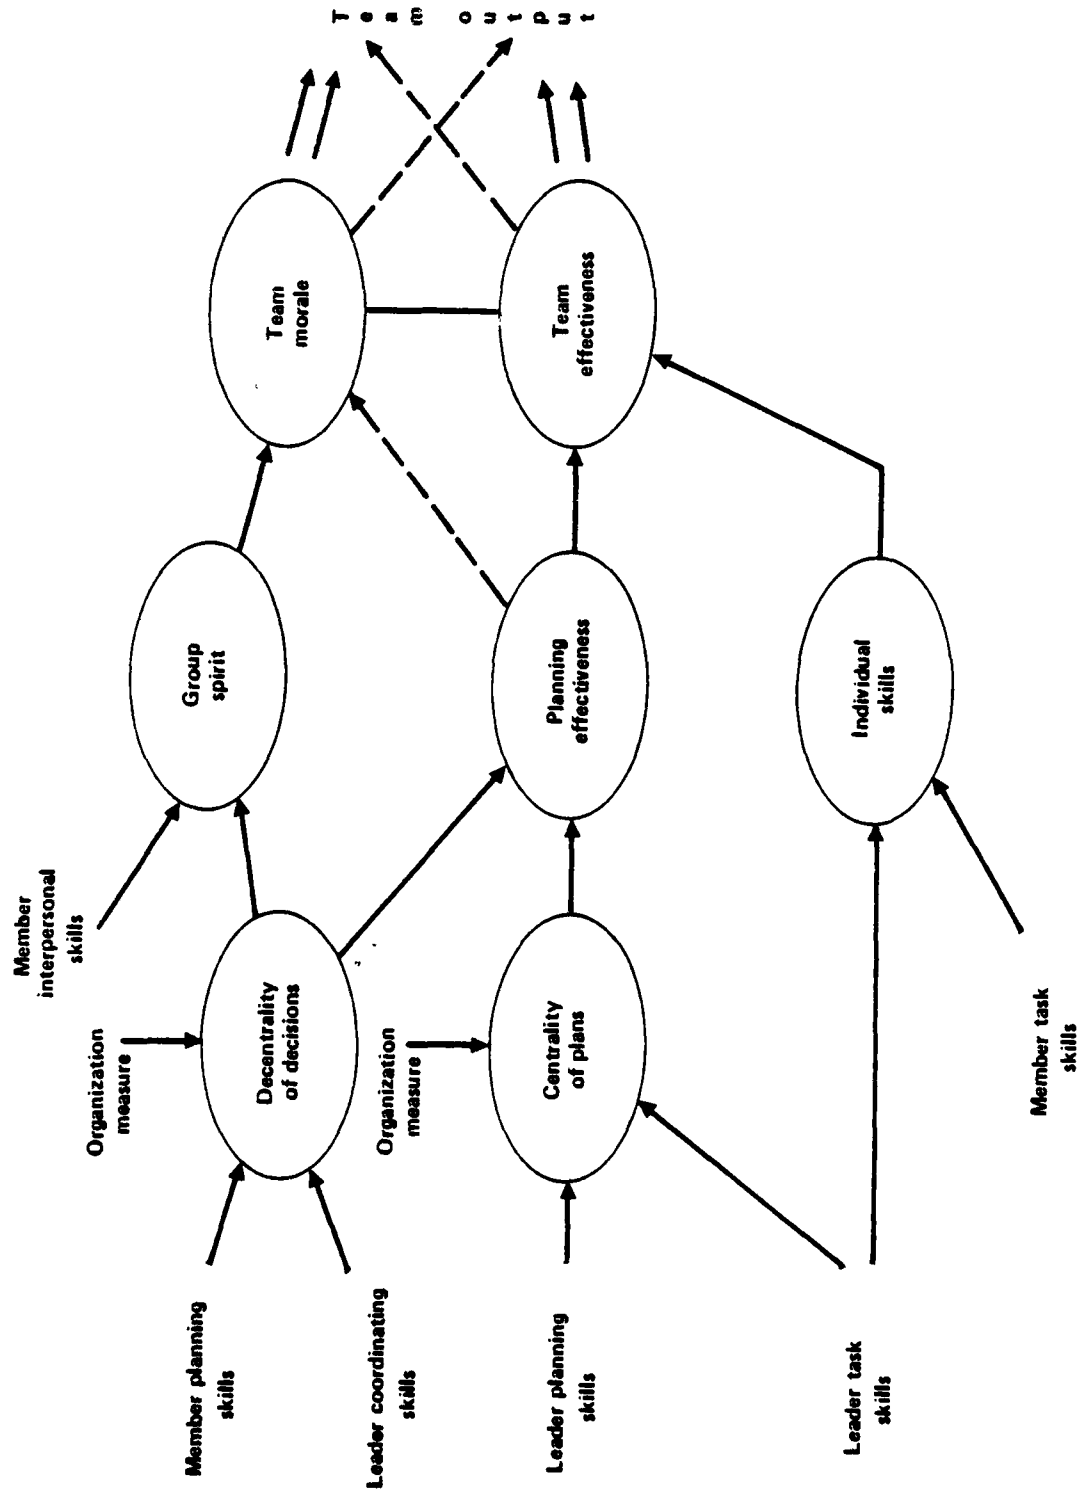 Member
interpersonal
skills
Organization
measure
Member planning
skills
Decentrality
of decisions
Group
spirit
Team
morale
Leader coordinating
skills
Organization
measure
Leader planning
skills
Centrality
of plans
Planning
effectiveness
Team
effectiveness
Team output
Leader task
skills
Individual
skills
Member task
skills